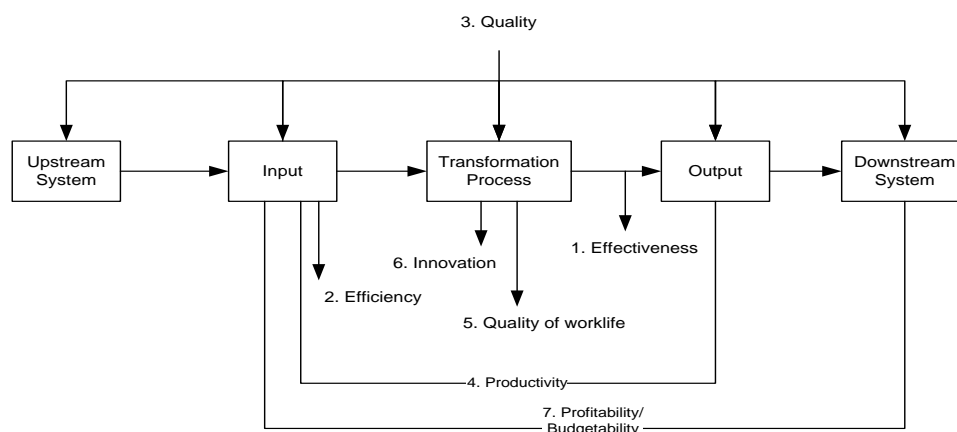 3. Quality
Upstream
System
Input
Transformation
Process
Output
Downstream
System
1. Effectiveness
6. Innovation
2. Efficiency
5. Quality of worklife
4. Productivity
7. Profitability/
Budgetability